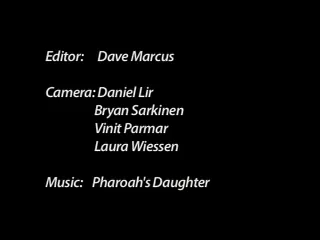 Editor: Dave Marcus
Camera: Daniel Lir
Bryan Sarkinen
Vinit Parmar
Laura Wiessen
Music: Pharoah's Daughter